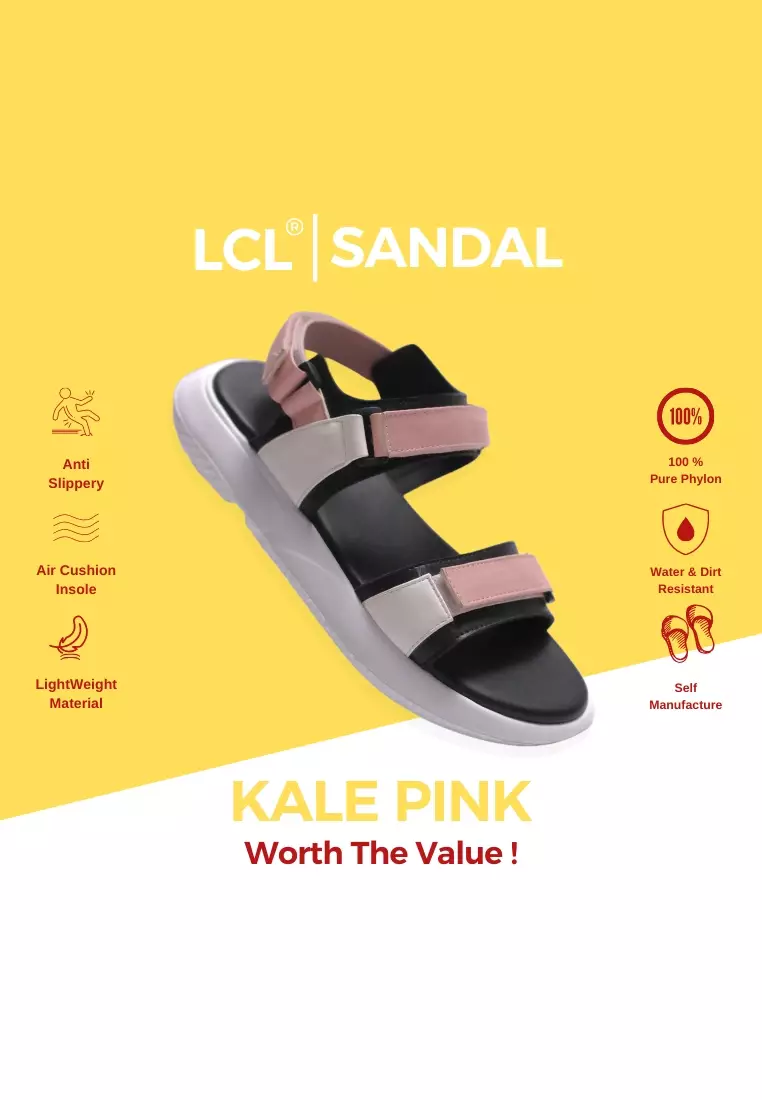 LCL® | SANDAL
Anti
Slippery
Air Cushion
Insole
LightWeight
Material
100%
100 %
Pure Phylon
Water & Dirt
Resistant
Self
Manufacture
KALE PINK
Worth The Value !